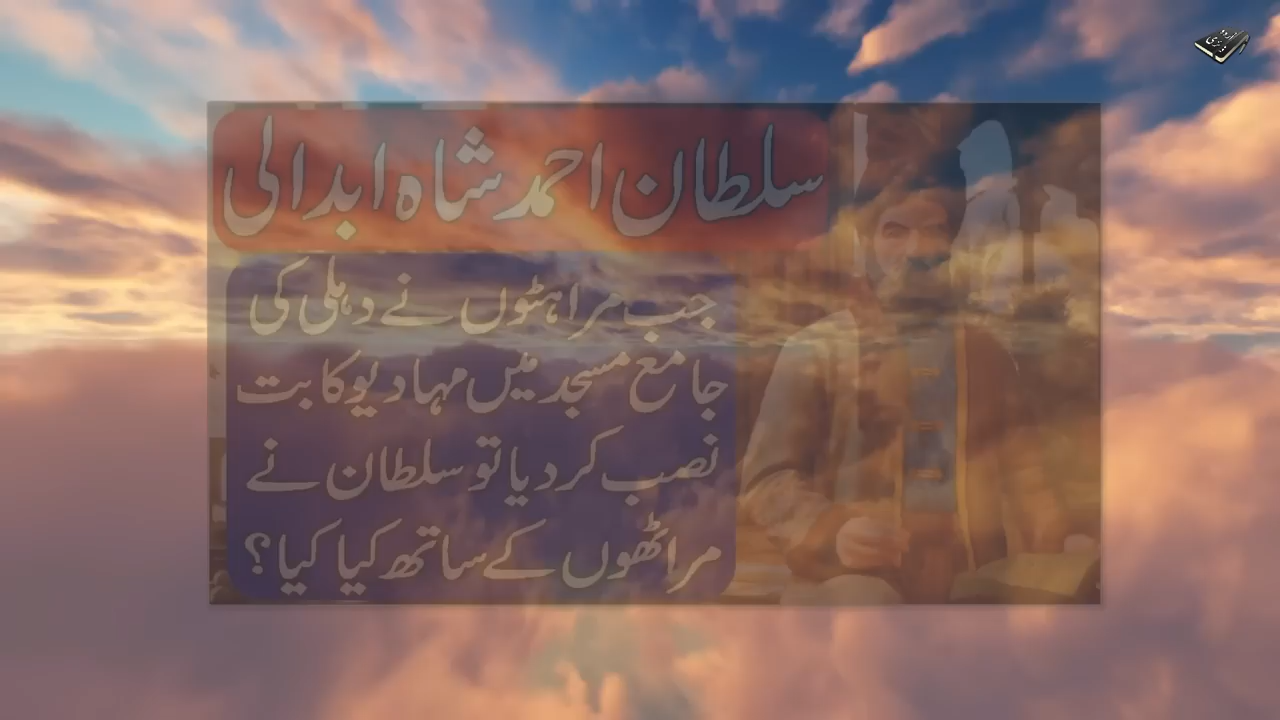 سلطان احمد شاہ ابدالی
جب مراہٹوں نے دہلی کی
جامع مسجد میں مہادیو کا بت
نصب کر دیا تو سلطان نے
مراٹھوں کے ساتھ کیا کیا؟